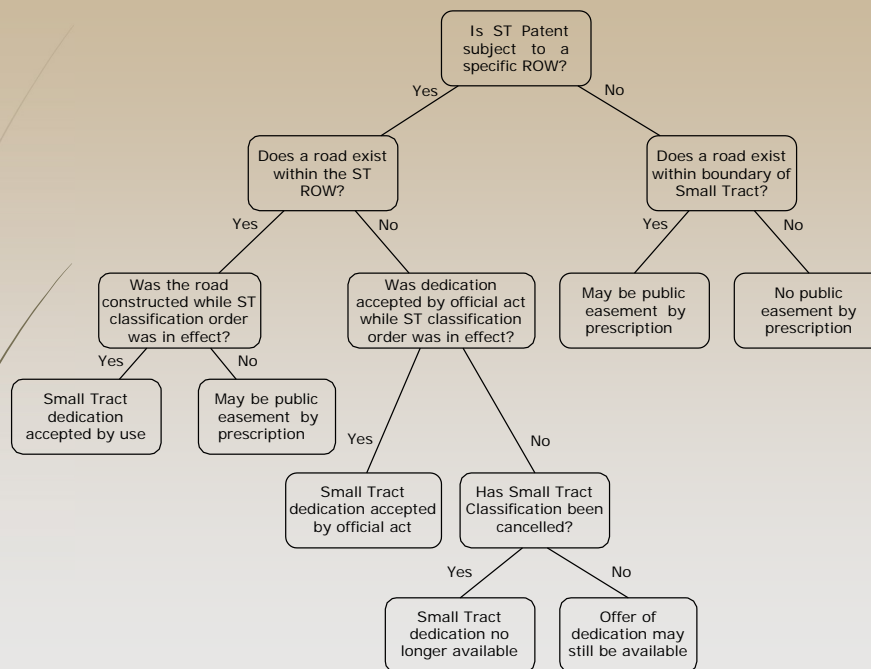 Is ST Patent
subject to a
specific ROW?
Yes
No
Does a road exist
within the ST
ROW?
Does a road exist
within boundary of
Small Tract?
Yes
No
Yes
No
Was the road
constructed while ST
classification order
was in effect?
Was dedication
accepted by official act
while ST classification
order was in effect?
May be public
easement by
prescription
No public
easement by
prescription
Yes
No
Small Tract
dedication
accepted by use
May be public
easement by
prescription
Yes
No
Small Tract
dedication accepted
by official act
Has Small Tract
Classification been
cancelled?
Yes
No
Small Tract
dedication no
longer available
Offer of
dedication may
still be available